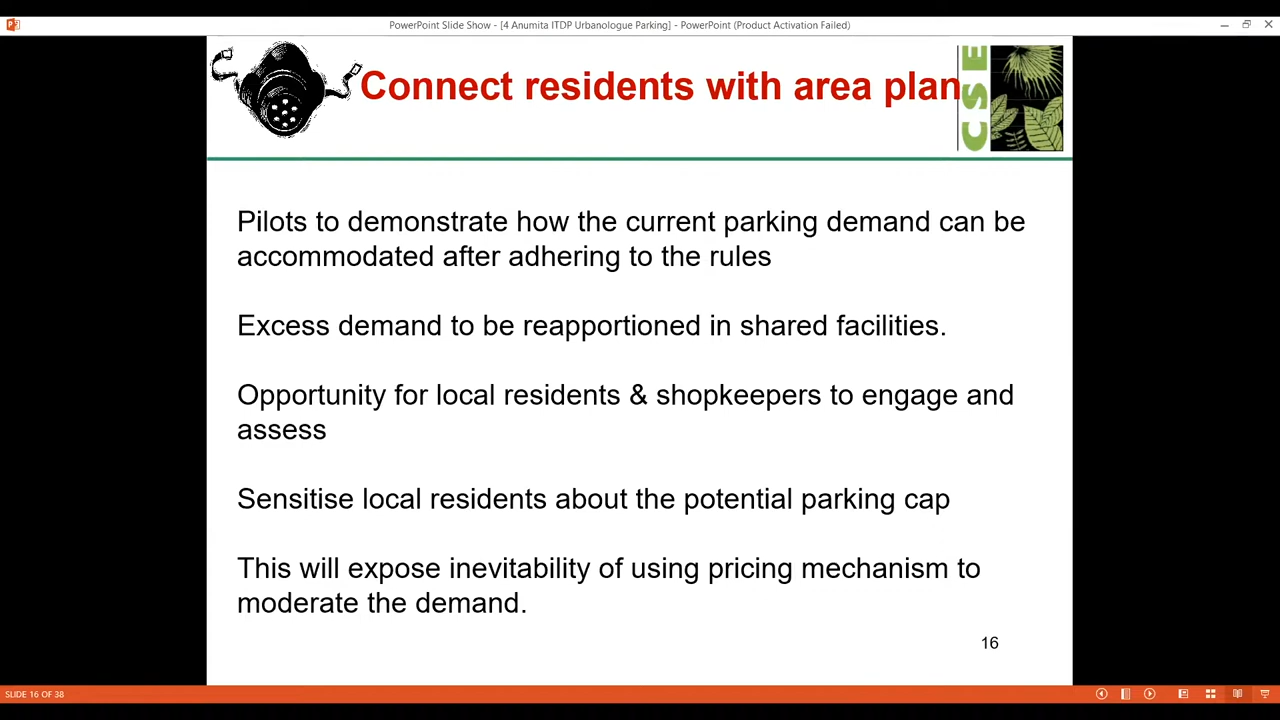 PowerPoint Slide Show - [4 Anumita ITDP Urbanologue Parking] - PowerPoint (Product Activation Failed)
Connect residents with area plan
CSE
Pilots to demonstrate how the current parking demand can be
accommodated after adhering to the rules
Excess demand to be reapportioned in shared facilities.
Opportunity for local residents & shopkeepers to engage and
assess
Sensitise local residents about the potential parking cap
This will expose inevitability of using pricing mechanism to
moderate the demand.
16
SLIDE 16 OF 38